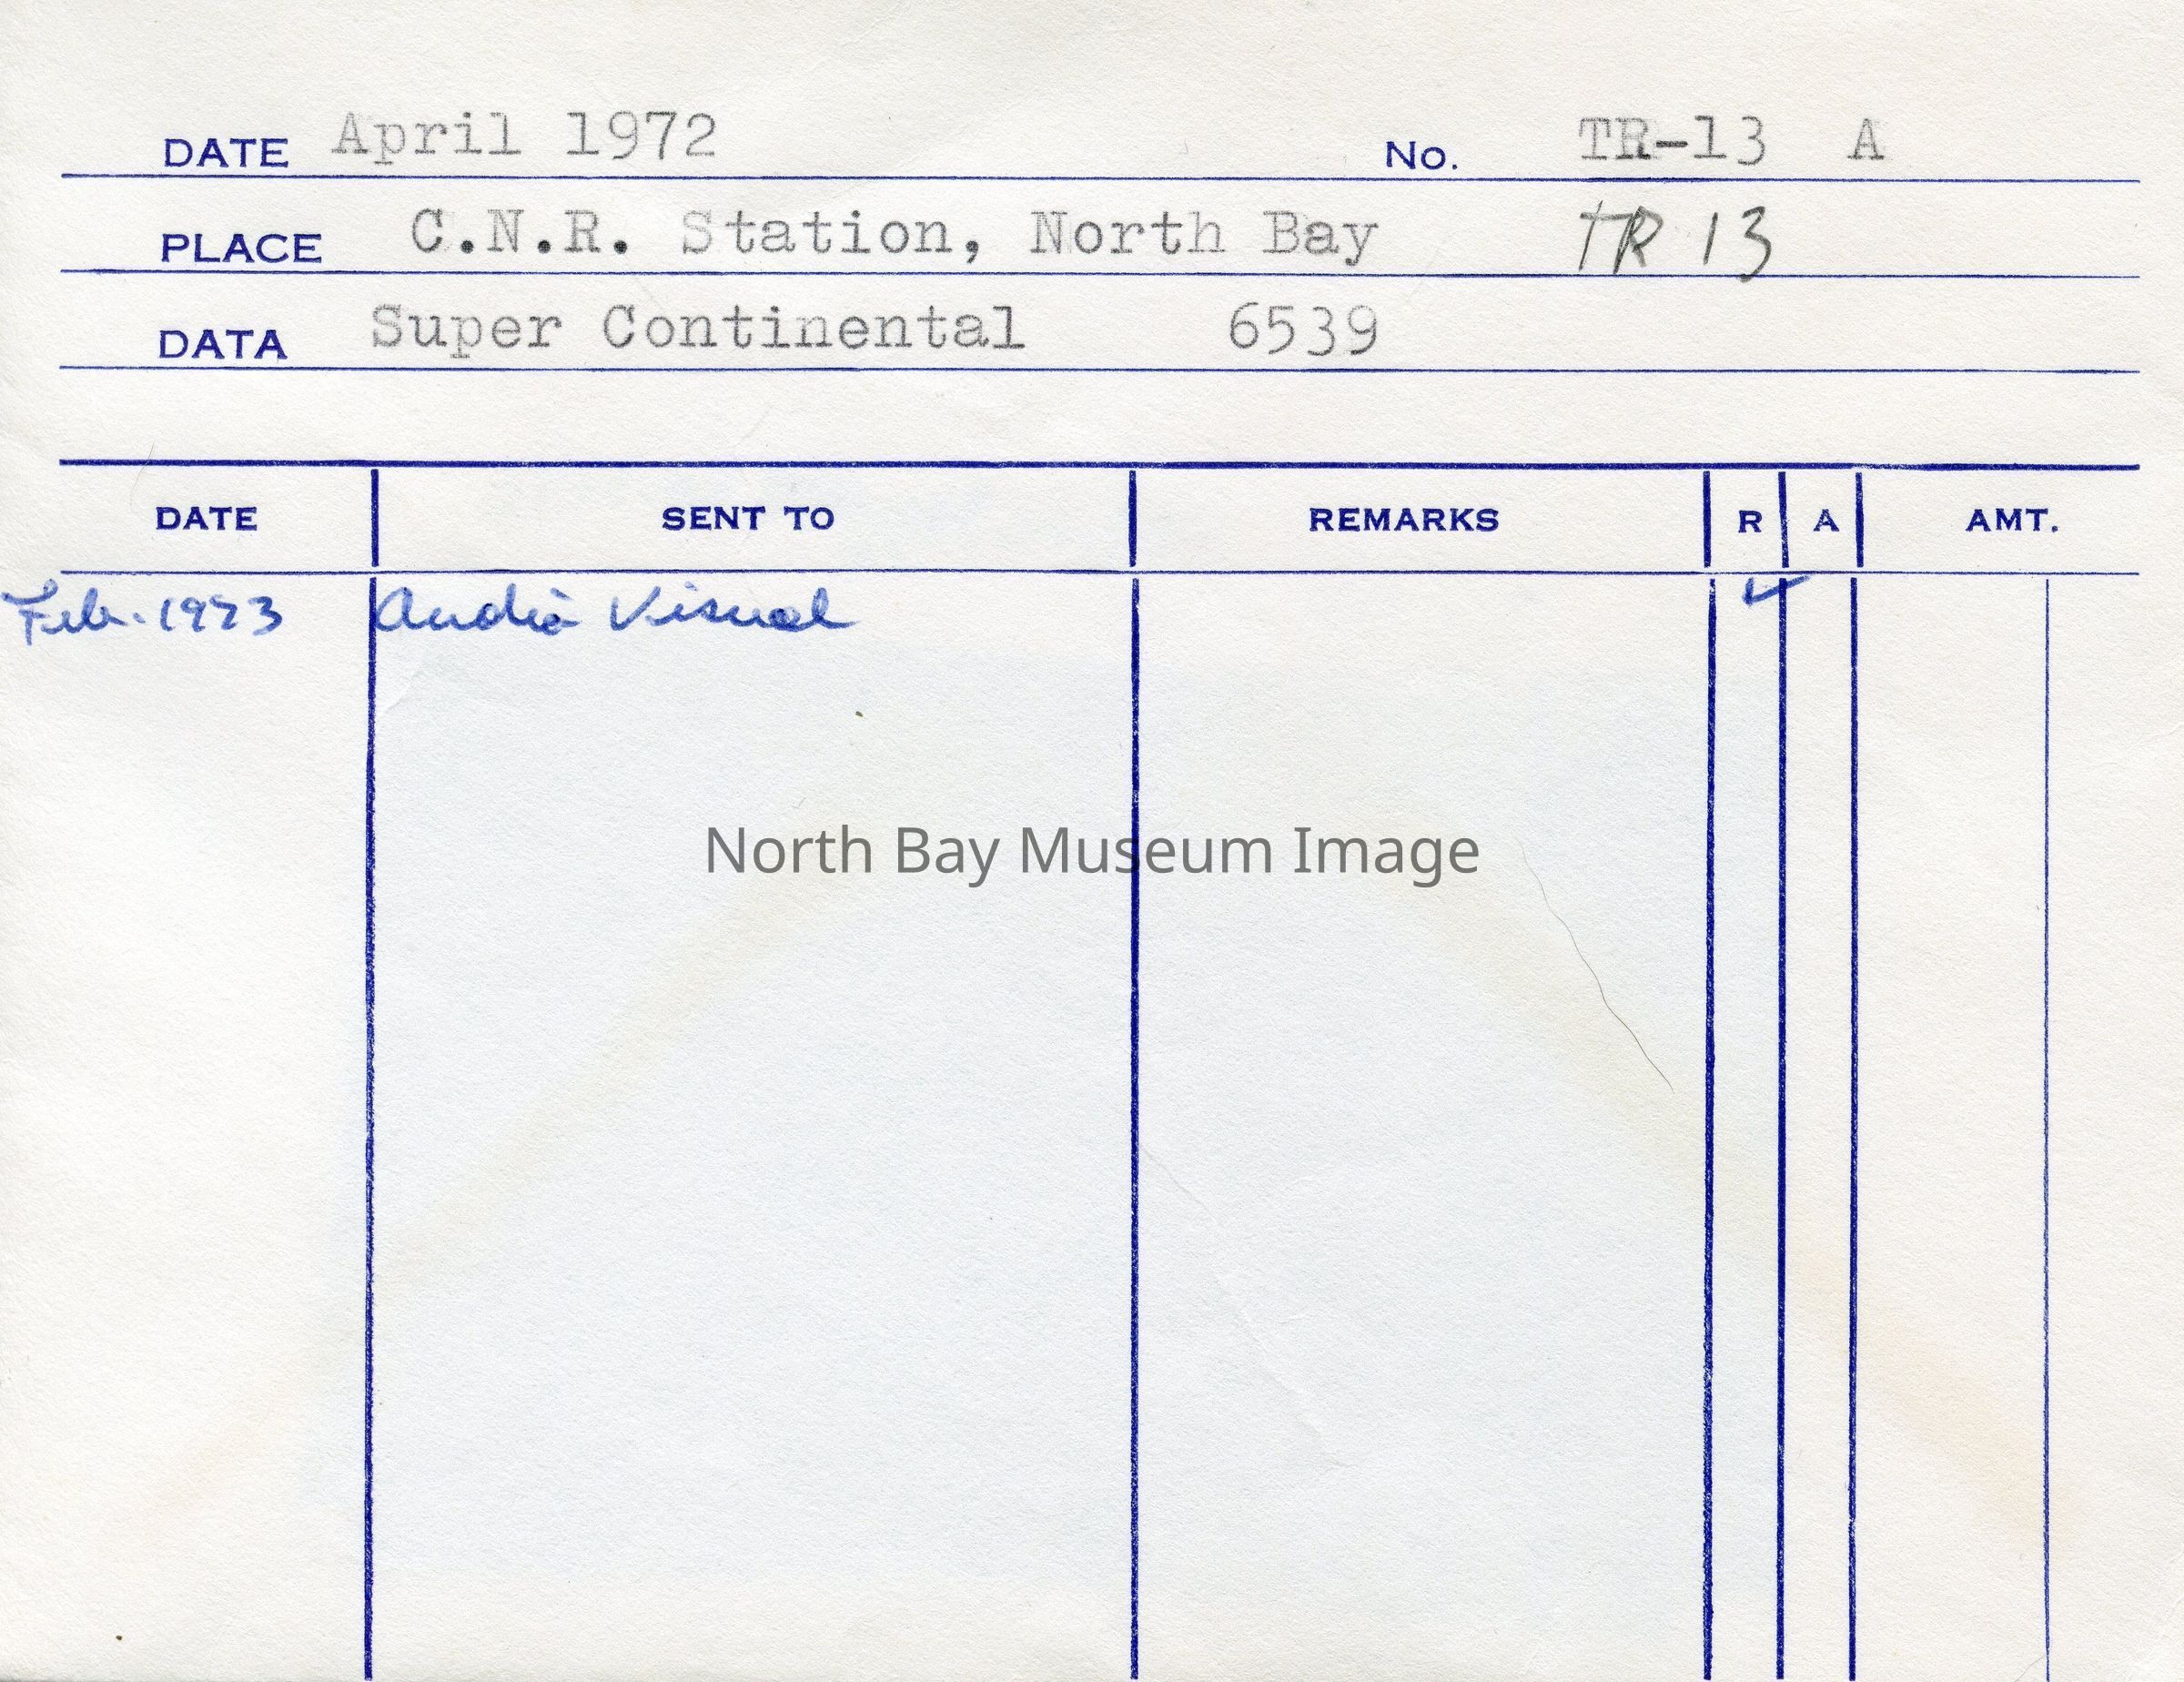 DATE April 1972 No. TR-13 A
PLACE C.N.R. Station, North Bay TR 13
DATA Super Continental 6539
DATE SENT TO REMARKS R A AMT.
Feb. 1973 Audio Visual ✓
North Bay Museum Image